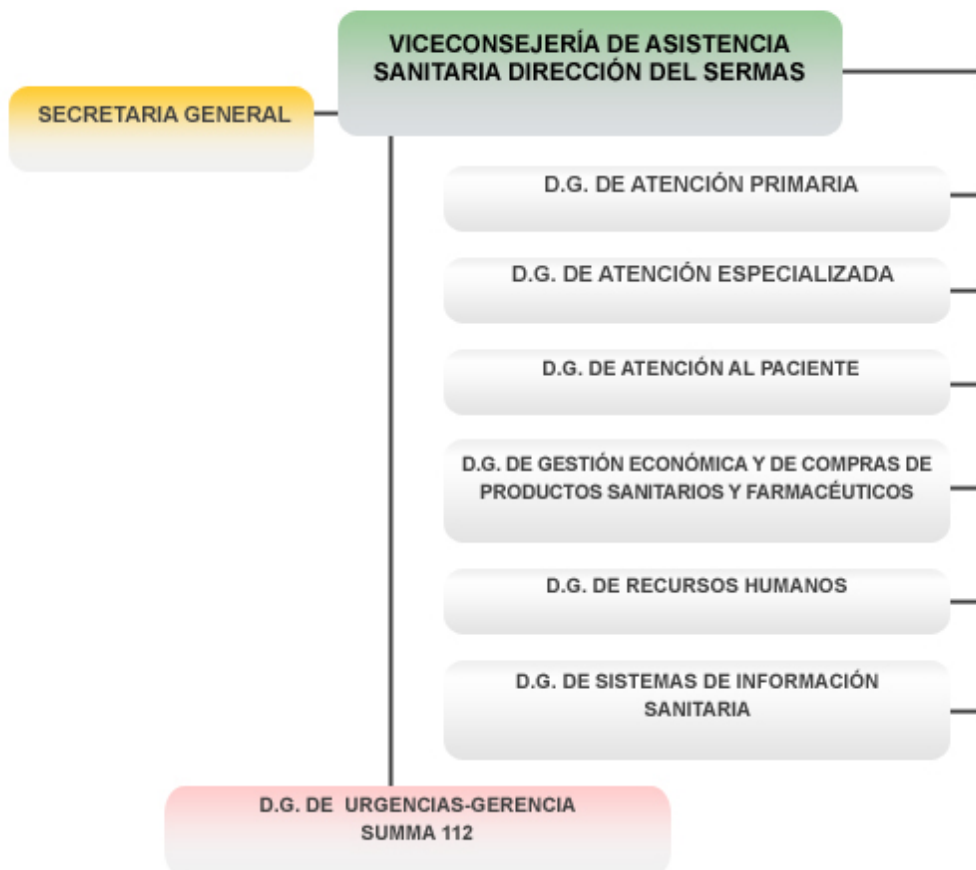 VICECONSEJERÍA DE ASISTENCIA
SANITARIA DIRECCIÓN DEL SERMAS
SECRETARIA GENERAL
D.G. DE ATENCIÓN PRIMARIA
D.G. DE ATENCIÓN ESPECIALIZADA
D.G. DE ATENCIÓN AL PACIENTE
D.G. DE GESTIÓN ECONÓMICA Y DE COMPRAS DE
PRODUCTOS SANITARIOS Y FARMACÉUTICOS
D.G. DE RECURSOS HUMANOS
D.G. DE SISTEMAS DE INFORMACIÓN
SANITARIA
D.G. DE URGENCIAS-GERENCIA
SUMMA 112